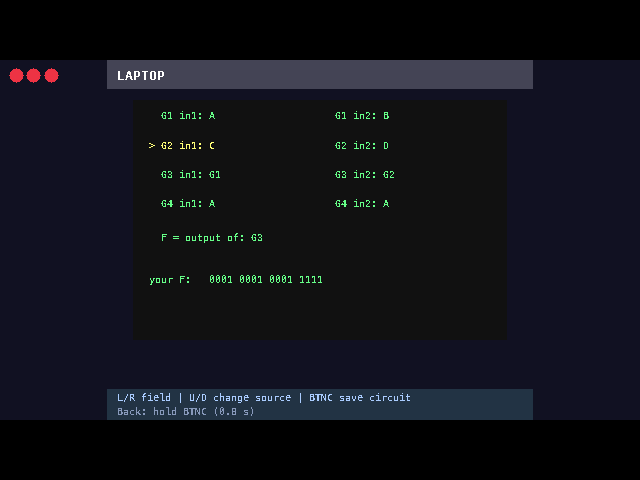 LAPTOP
G1 in1: A G1 in2: B
> G2 in1: C G2 in2: D
G3 in1: G1 G3 in2: G2
G4 in1: A G4 in2: A
F = output of: G3
your F: 0001 0001 0001 1111
L/R field | U/D change source | BTNC save circuit
Back: hold BTNC (0.8 s)